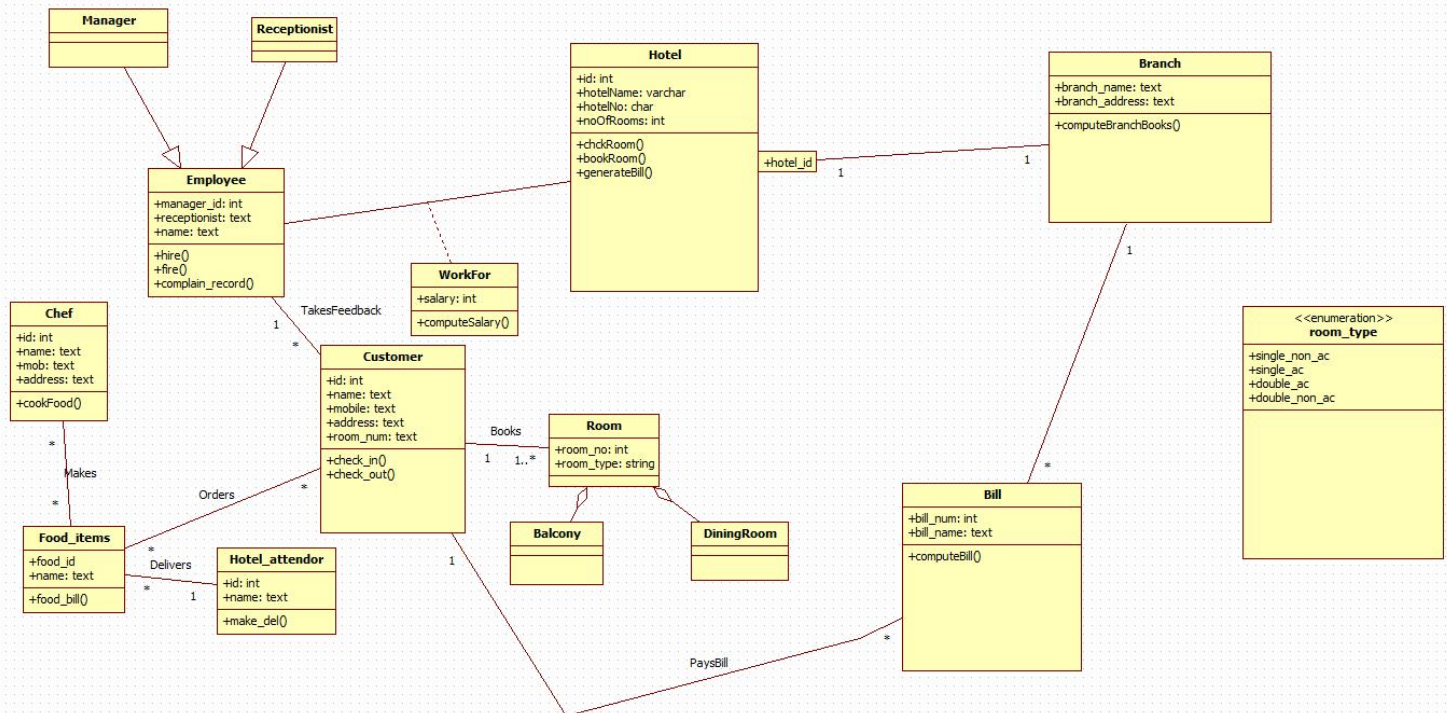 Manager
Receptionist
Hotel
+id: int
+hotelName: varchar
+hotelNo: char
+noOfRooms: int
+chckRoom()
+bookRoom()
+generateBill()
+hotel_id
1
1
Branch
+branch_name: text
+branch_address: text
+computeBranchBooks()
1
Employee
+manager_id: int
+receptionist: text
+name: text
+hire()
+fire()
+complain_record()
WorkFor
+salary: int
+computeSalary()
TakesFeedback
1
*
Chef
+id: int
+name: text
+mob: text
+address: text
+cookFood()
*
Makes
*
Customer
+id: int
+name: text
+mobile: text
+address: text
+room_num: text
+check_in()
+check_out()
Books
1
1..*
Room
+room_no: int
+room_type: string
Balcony
DiningRoom
<<enumeration>>
room_type
+single_non_ac
+single_ac
+double_ac
+double_non_ac
Orders
*
*
Food_items
+food_id
+name: text
+food_bill()
Delivers
*
1
Hotel_attendor
+id: int
+name: text
+make_del()
1
PaysBill
*
*
Bill
+bill_num: int
+bill_name: text
+computeBill()